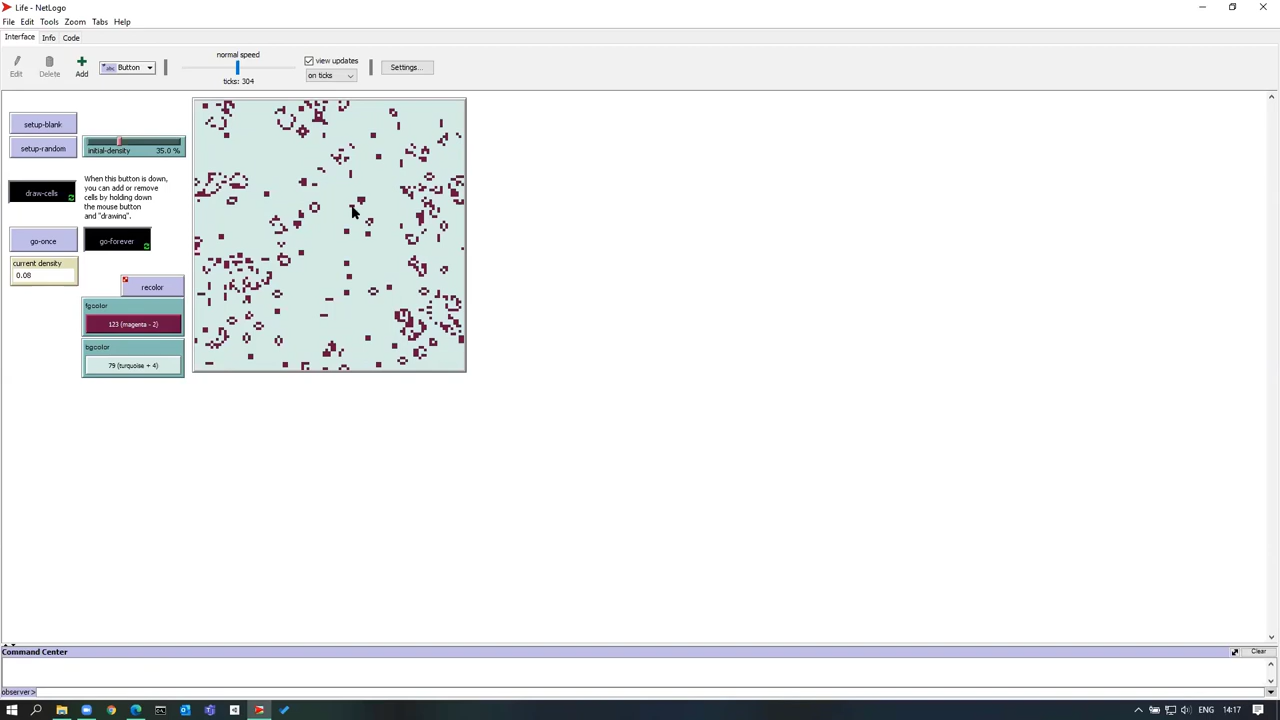 Life - NetLogo
File Edit Tools Zoom Tabs Help
Interface Info Code
normal speed
view updates
Edit Delete Add abc Button on ticks Settings...
ticks: 304
setup-blank
setup-random
initial-density 35.0 %
draw-cells
When this button is down,
you can add or remove
cells by holding down
the mouse button
and "drawing".
go-once go-forever
current density
0.08
recolor
fgcolor
123 (magenta - 2)
bgcolor
79 (turquoise + 4)
Command Center Clear
observer>
ENG 14:17